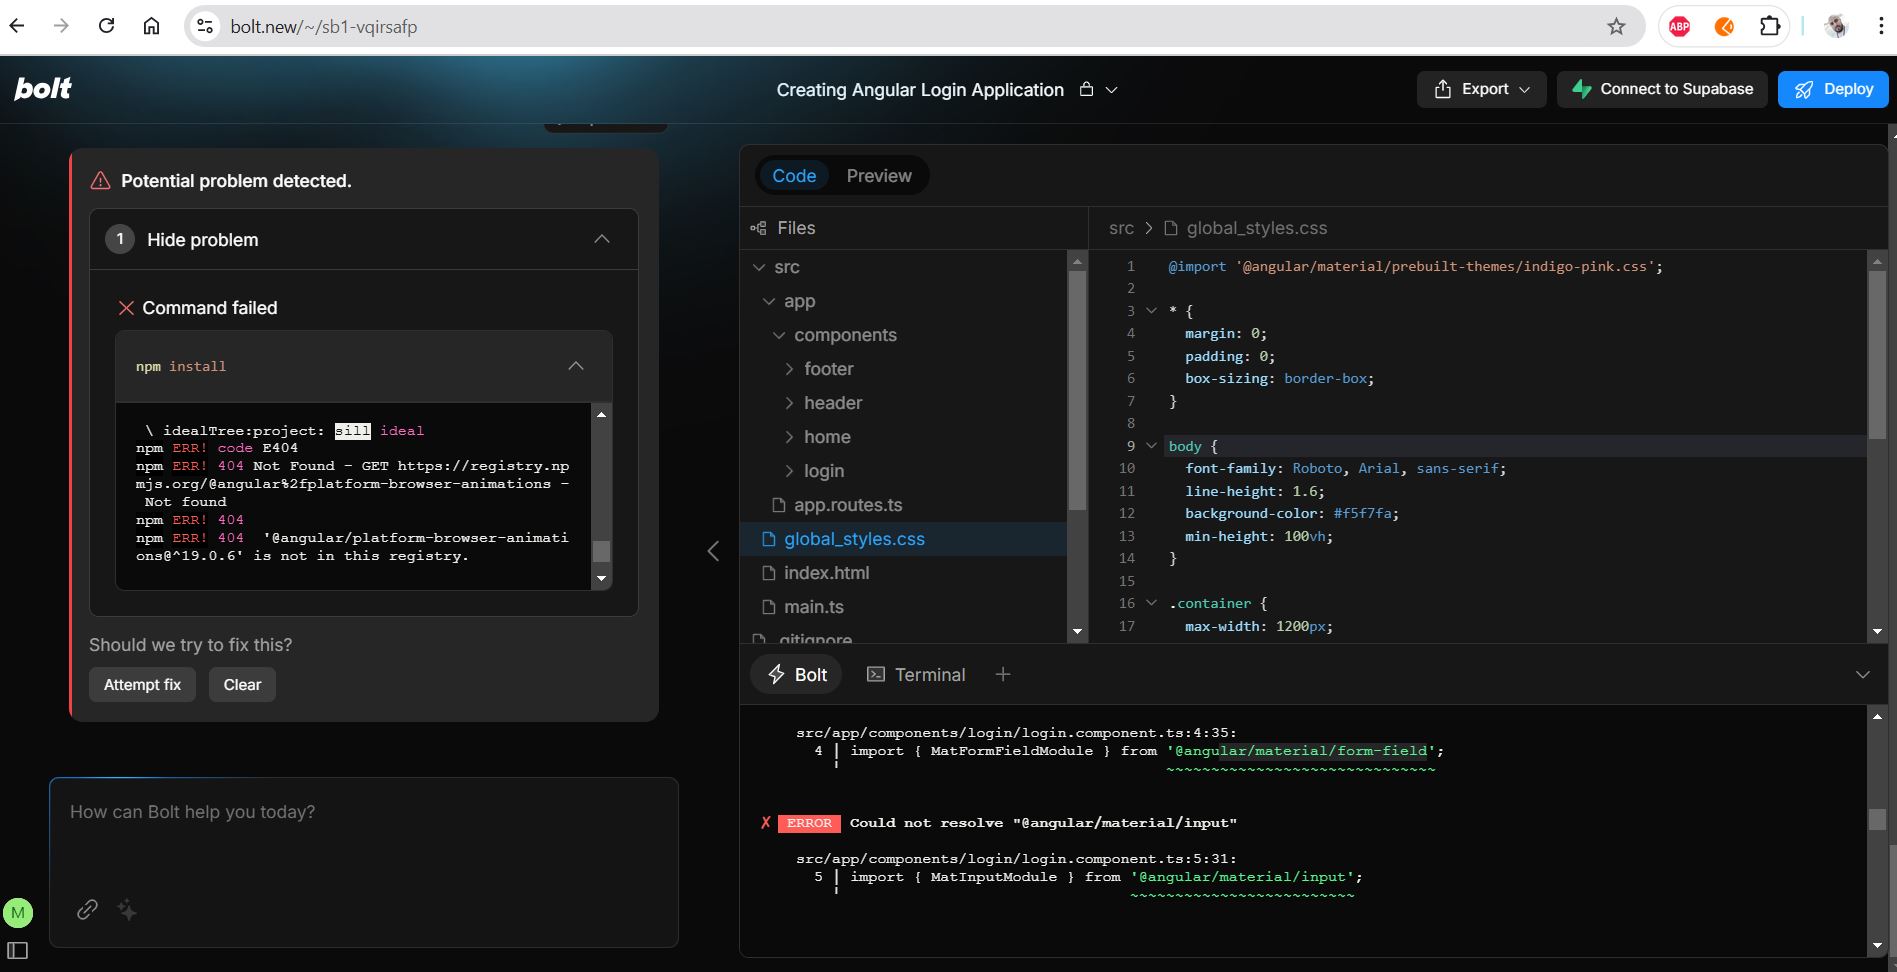 bolt.new/~/sb1-vqirsafp
ABP
bolt
Creating Angular Login Application
Export
Connect to Supabase
Deploy
Potential problem detected.
1 Hide problem
Command failed
npm install
\ idealTree:project: sill ideal
npm ERR! code E404
npm ERR! 404 Not Found - GET https://registry.np
mjs.org/@angular%2fplatform-browser-animations -
Not found
npm ERR! 404
npm ERR! 404  '@angular/platform-browser-animati
ons@^19.0.6' is not in this registry.
Should we try to fix this?
Attempt fix
Clear
How can Bolt help you today?
M
Code
Preview
Files
src
app
components
footer
header
home
login
app.routes.ts
global_styles.css
index.html
main.ts
.gitignore
src > global_styles.css
1 @import '@angular/material/prebuilt-themes/indigo-pink.css';
2
3 * {
4 margin: 0;
5 padding: 0;
6 box-sizing: border-box;
7 }
8
9 body {
10 font-family: Roboto, Arial, sans-serif;
11 line-height: 1.6;
12 background-color: #f5f7fa;
13 min-height: 100vh;
14 }
15
16 .container {
17 max-width: 1200px;
Bolt
Terminal
+
src/app/components/login/login.component.ts:4:35:
4 | import { MatFormFieldModule } from '@angular/material/form-field';
~~~~~~~~~~~~~~~~~~~~~~~~~~~~~~
✗ ERROR Could not resolve "@angular/material/input"
src/app/components/login/login.component.ts:5:31:
5 | import { MatInputModule } from '@angular/material/input';
~~~~~~~~~~~~~~~~~~~~~~~~~